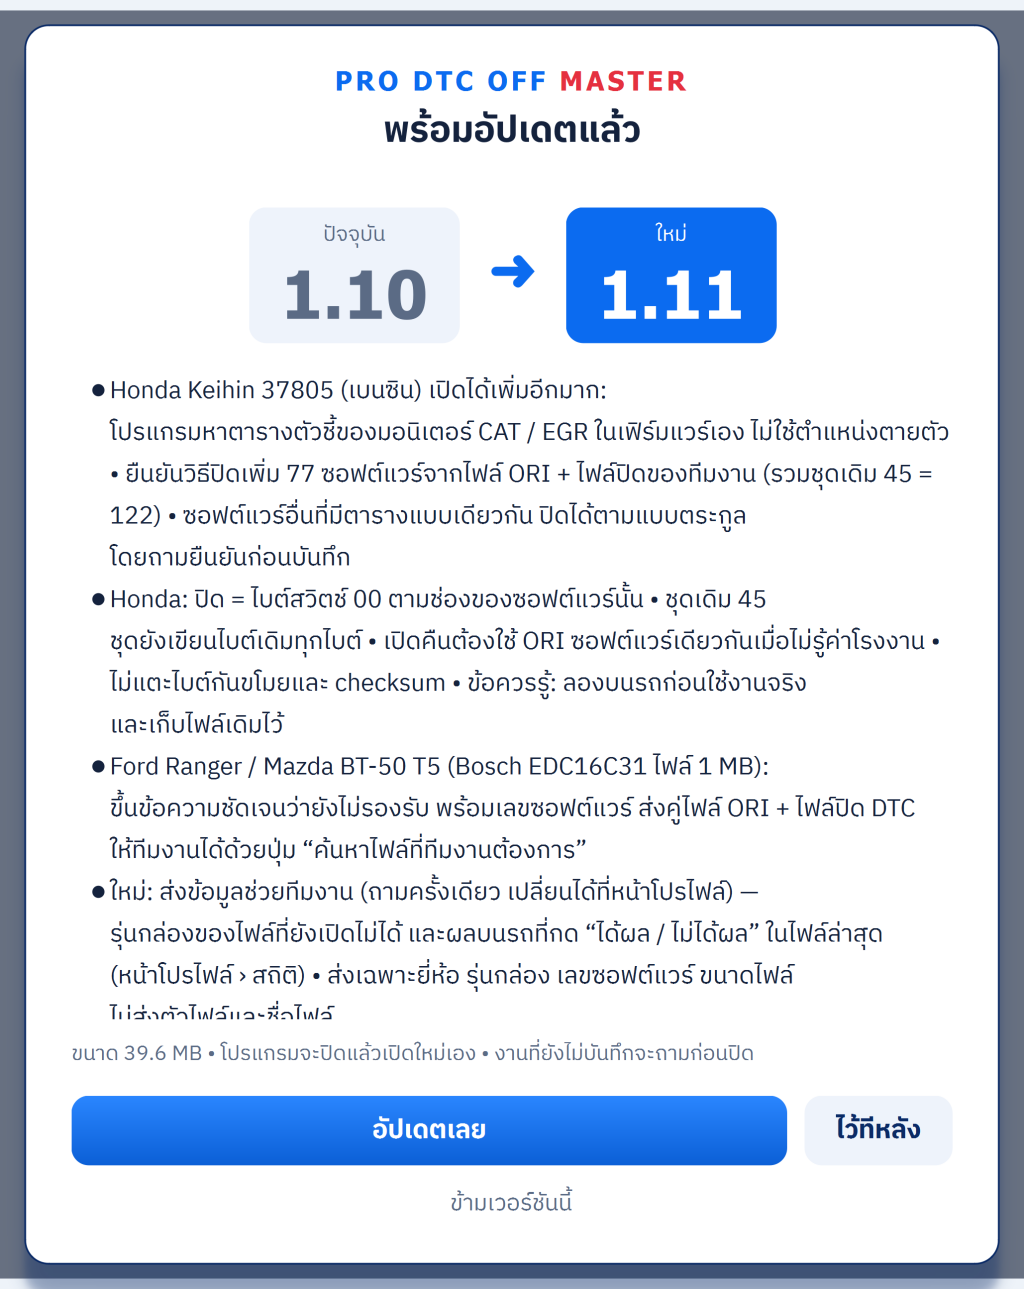 PRO DTC OFF MASTER
พร้อมอัปเดตแล้ว
ปัจจุบัน
1.10
➜
ใหม่
1.11
● Honda Keihin 37805 (เบนซิน) เปิดได้เพิ่มอีกมาก:
โปรแกรมหาตารางตัวชี้ของมอนิเตอร์ CAT / EGR ในเฟิร์มแวร์เอง ไม่ใช้ตำแหน่งตายตัว
• ยืนยันวิธีปิดเพิ่ม 77 ซอฟต์แวร์จากไฟล์ ORI + ไฟล์ปิดของทีมงาน (รวมชุดเดิม 45 =
122) • ซอฟต์แวร์อื่นที่มีตารางแบบเดียวกัน ปิดได้ตามแบบตระกูล
โดยถามยืนยันก่อนบันทึก
● Honda: ปิด = ไบต์สวิตช์ 00 ตามช่องของซอฟต์แวร์นั้น • ชุดเดิม 45
ชุดยังเขียนไบต์เดิมทุกไบต์ • เปิดคืนต้องใช้ ORI ซอฟต์แวร์เดียวกันเมื่อไม่รู้ค่าโรงงาน •
ไม่แตะไบต์กันขโมยและ checksum • ข้อควรรู้: ลองบนรถก่อนใช้งานจริง
และเก็บไฟล์เดิมไว้
● Ford Ranger / Mazda BT-50 T5 (Bosch EDC16C31 ไฟล์ 1 MB):
ขึ้นข้อความชัดเจนว่ายังไม่รองรับ พร้อมเลขซอฟต์แวร์ ส่งคู่ไฟล์ ORI + ไฟล์ปิด DTC
ให้ทีมงานได้ด้วยปุ่ม “ค้นหาไฟล์ที่ทีมงานต้องการ”
● ใหม่: ส่งข้อมูลช่วยทีมงาน (ถามครั้งเดียว เปลี่ยนได้ที่หน้าโปรไฟล์) —
รุ่นกล่องของไฟล์ที่ยังเปิดไม่ได้ และผลบนรถที่กด “ได้ผล / ไม่ได้ผล” ในไฟล์ล่าสุด
(หน้าโปรไฟล์ › สถิติ) • ส่งเฉพาะยี่ห้อ รุ่นกล่อง เลขซอฟต์แวร์ ขนาดไฟล์
ไม่ส่งตัวไฟล์และชื่อไฟล์
ขนาด 39.6 MB • โปรแกรมจะปิดแล้วเปิดใหม่เอง • งานที่ยังไม่บันทึกจะถามก่อนปิด
อัปเดตเลย
ไว้ทีหลัง
ข้ามเวอร์ชันนี้